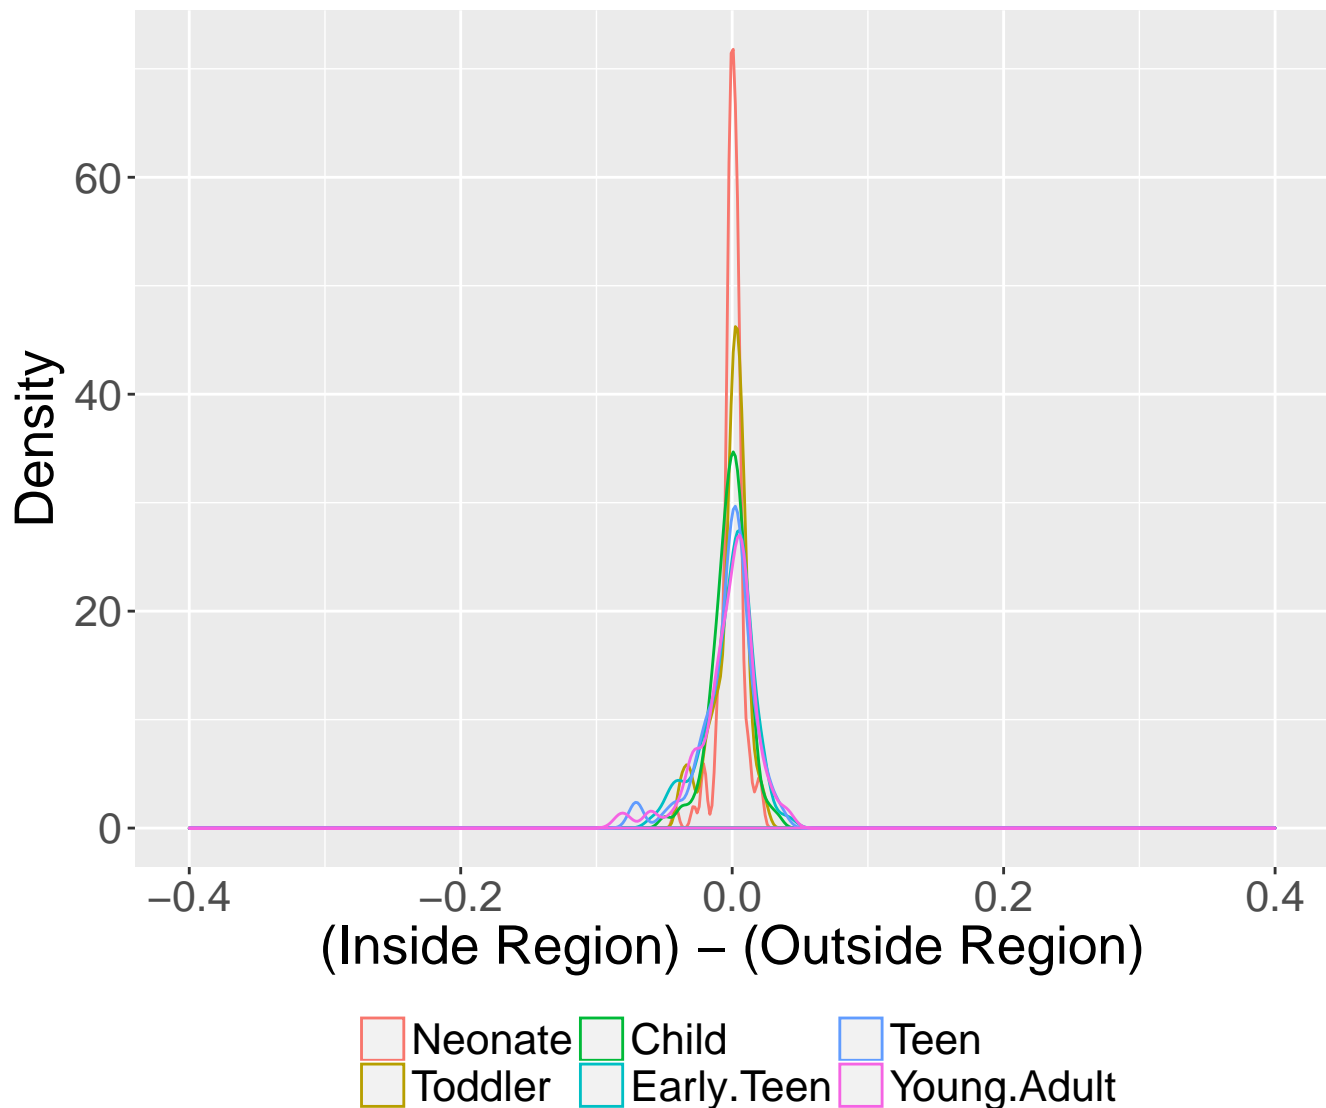 Density
60
40
20
0
−0.4 −0.2 0.0 0.2 0.4
(Inside Region) − (Outside Region)
Neonate Child Teen
Toddler Early.Teen Young.Adult